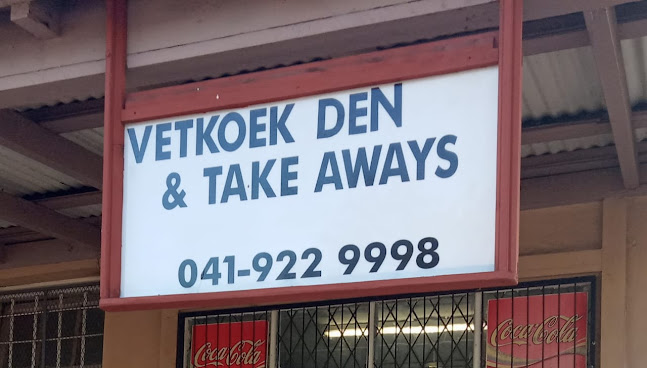 VETKOEK DEN
& TAKE AWAYS
041-922 9998
Coca-Cola
Coca-Cola